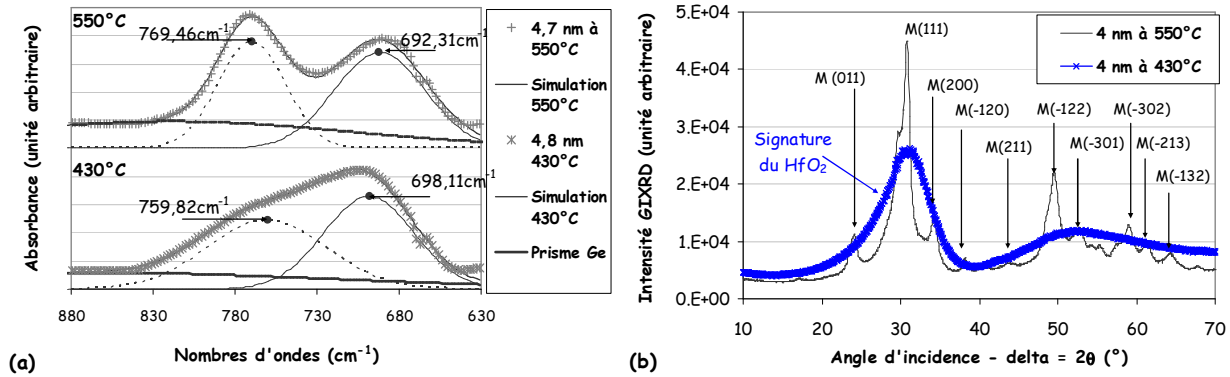 (a)
Absorbance (unité arbitraire)
550°C
769,46cm⁻¹
692,31cm⁻¹
430°C
759,82cm⁻¹
698,11cm⁻¹
880 830 780 730 680 630
Nombres d'ondes (cm⁻¹)
4,7 nm à
550°C
Simulation
550°C
4,8 nm
430°C
Simulation
430°C
Prisme Ge
(b)
Intensité GIXRD (unité arbitraire)
5.E+04
4.E+04
3.E+04
2.E+04
1.E+04
0.E+00
M(111)
M (011)
M(200)
M(-120)
M(211)
M(-122)
M(-301)
M(-302)
M(-213)
M(-132)
Signature
du HfO₂
4 nm à 550°C
4 nm à 430°C
10 20 30 40 50 60 70
Angle d'incidence - delta = 2θ (°)